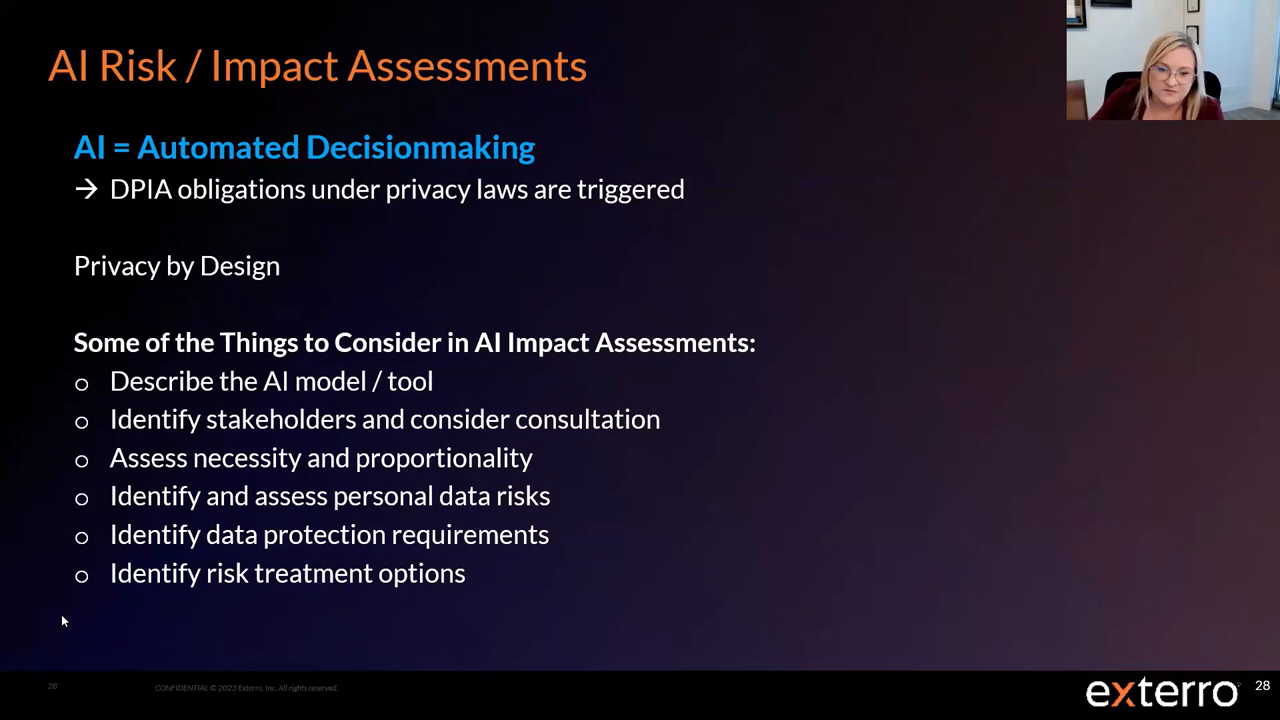 AI Risk / Impact Assessments
AI = Automated Decisionmaking
→ DPIA obligations under privacy laws are triggered
Privacy by Design
Some of the Things to Consider in AI Impact Assessments:
o Describe the AI model / tool
o Identify stakeholders and consider consultation
o Assess necessity and proportionality
o Identify and assess personal data risks
o Identify data protection requirements
o Identify risk treatment options
28
CONFIDENTIAL © 2023 Exterro, Inc. All rights reserved.
exterro
28